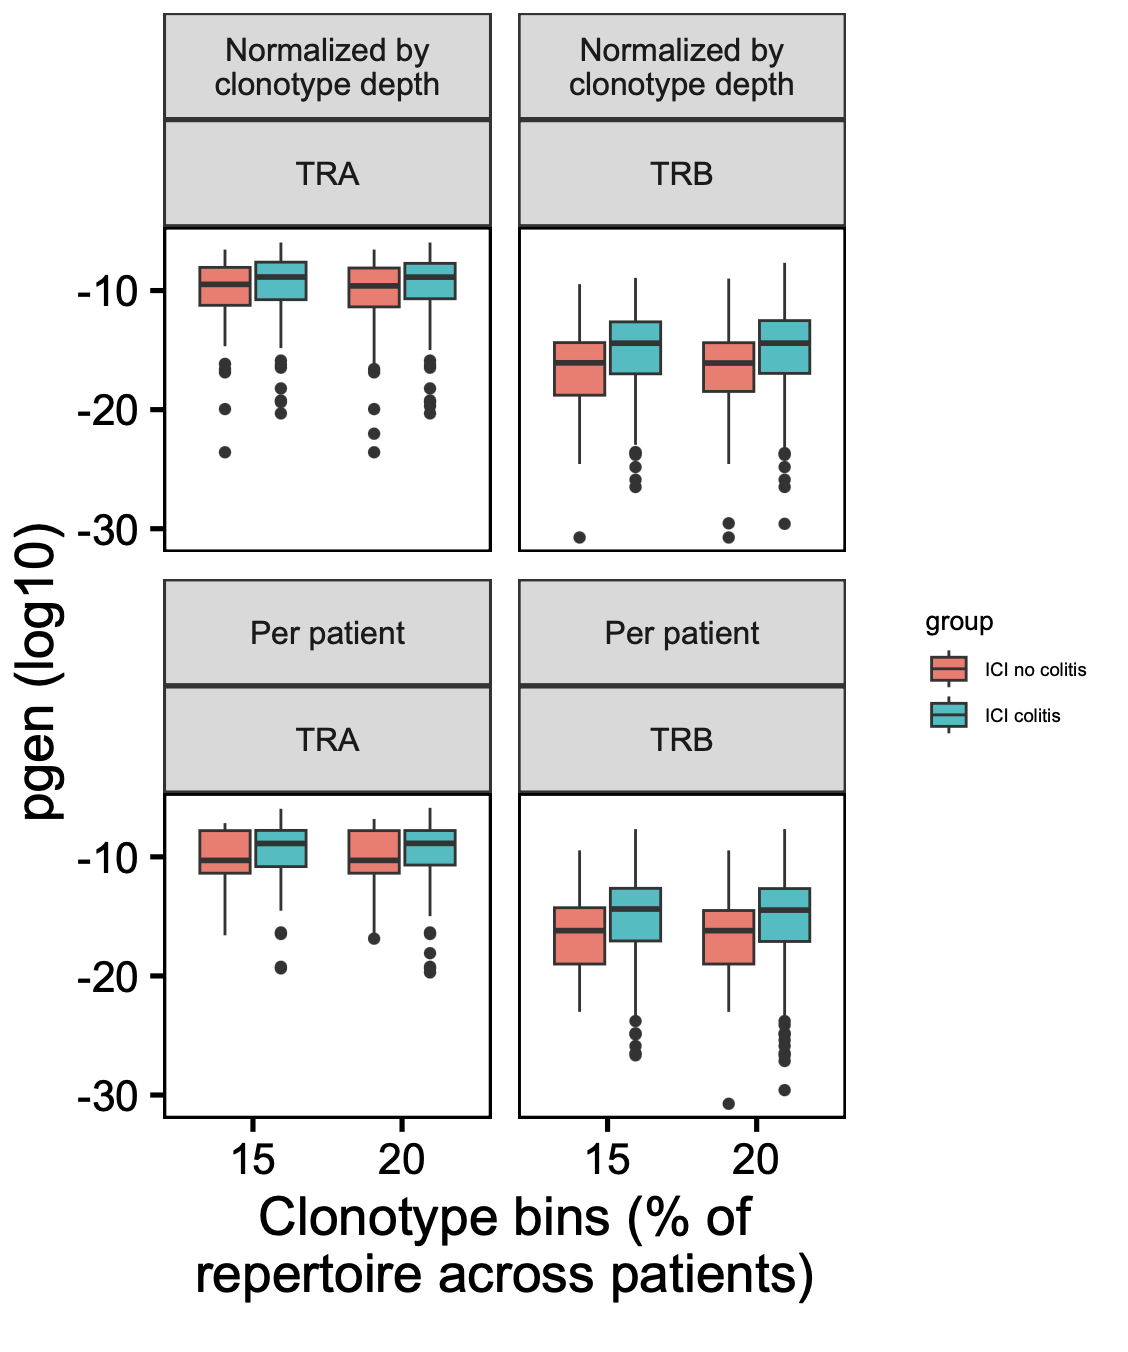 Normalized by
clonotype depth
Normalized by
clonotype depth
TRA
TRB
-10
-20
-30
Per patient
Per patient
TRA
TRB
-10
-20
-30
15
20
15
20
pgen (log10)
Clonotype bins (% of
repertoire across patients)
group
ICI no colitis
ICI colitis